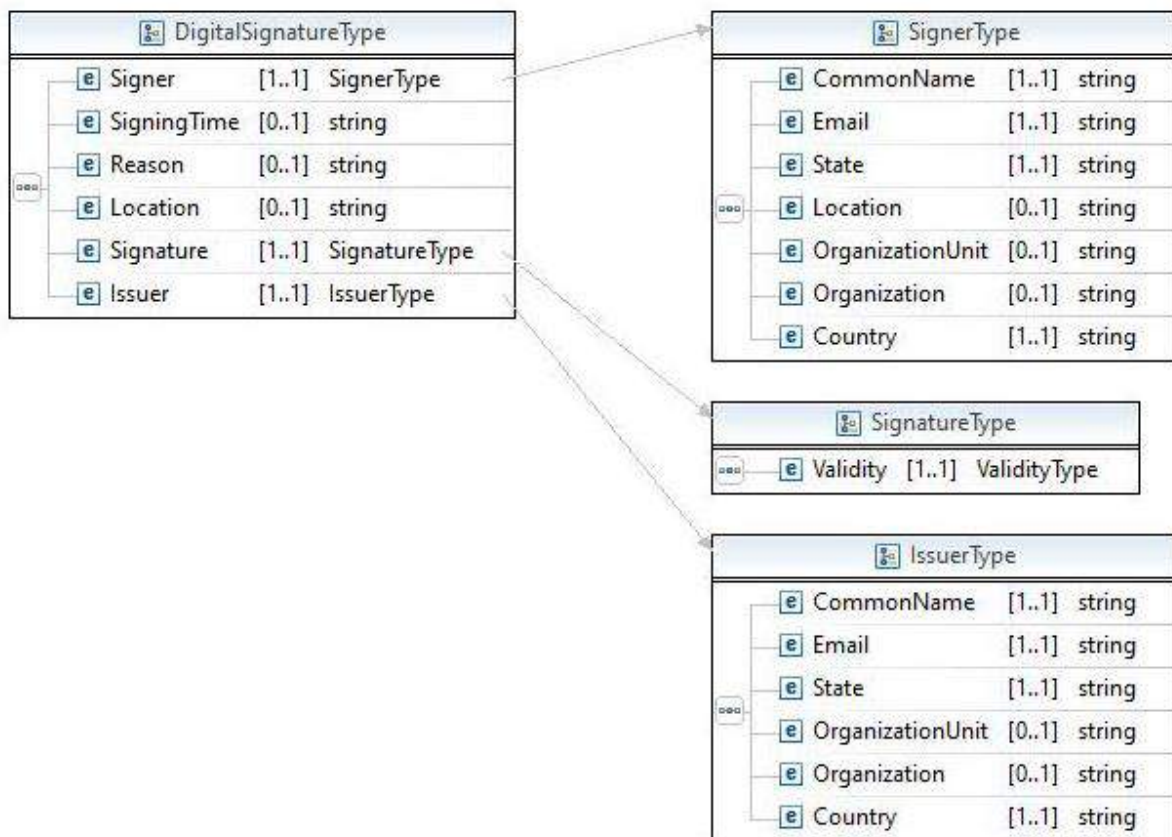 DigitalSignatureType
e Signer [1..1] SignerType
e SigningTime [0..1] string
e Reason [0..1] string
e Location [0..1] string
e Signature [1..1] SignatureType
e Issuer [1..1] IssuerType
SignerType
e CommonName [1..1] string
e Email [1..1] string
e State [1..1] string
e Location [0..1] string
e OrganizationUnit [0..1] string
e Organization [0..1] string
e Country [1..1] string
SignatureType
e Validity [1..1] ValidityType
IssuerType
e CommonName [1..1] string
e Email [1..1] string
e State [1..1] string
e OrganizationUnit [0..1] string
e Organization [0..1] string
e Country [1..1] string